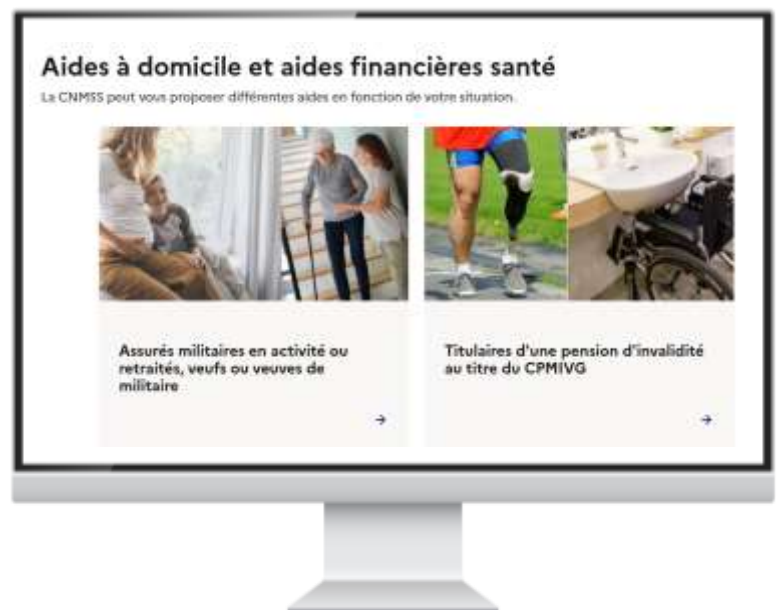 Aides à domicile et aides financières santé
La CNMSS peut vous proposer différentes aides en fonction de votre situation.
Assurés militaires en activité ou
retraités, veufs ou veuves de
militaire
Titulaires d'une pension d'invalidité
au titre du CPMIVG